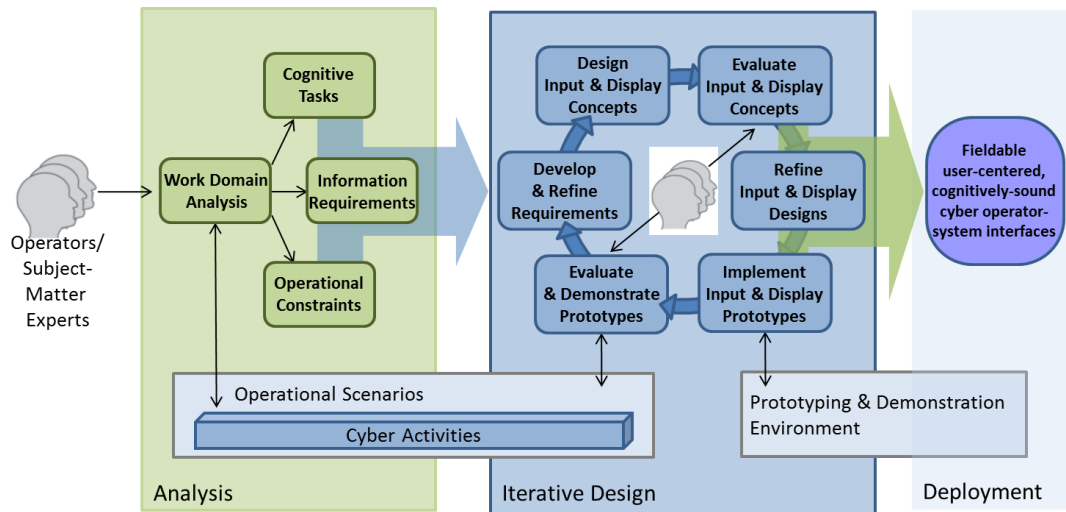 Operators/
Subject-
Matter
Experts
Work Domain
Analysis
Cognitive
Tasks
Information
Requirements
Operational
Constraints
Design
Input & Display
Concepts
Evaluate
Input & Display
Concepts
Develop
& Refine
Requirements
Refine
Input & Display
Designs
Evaluate
& Demonstrate
Prototypes
Implement
Input & Display
Prototypes
Fieldable
user-centered,
cognitively-sound
cyber operator-
system interfaces
Operational Scenarios
Cyber Activities
Prototyping & Demonstration
Environment
Analysis
Iterative Design
Deployment